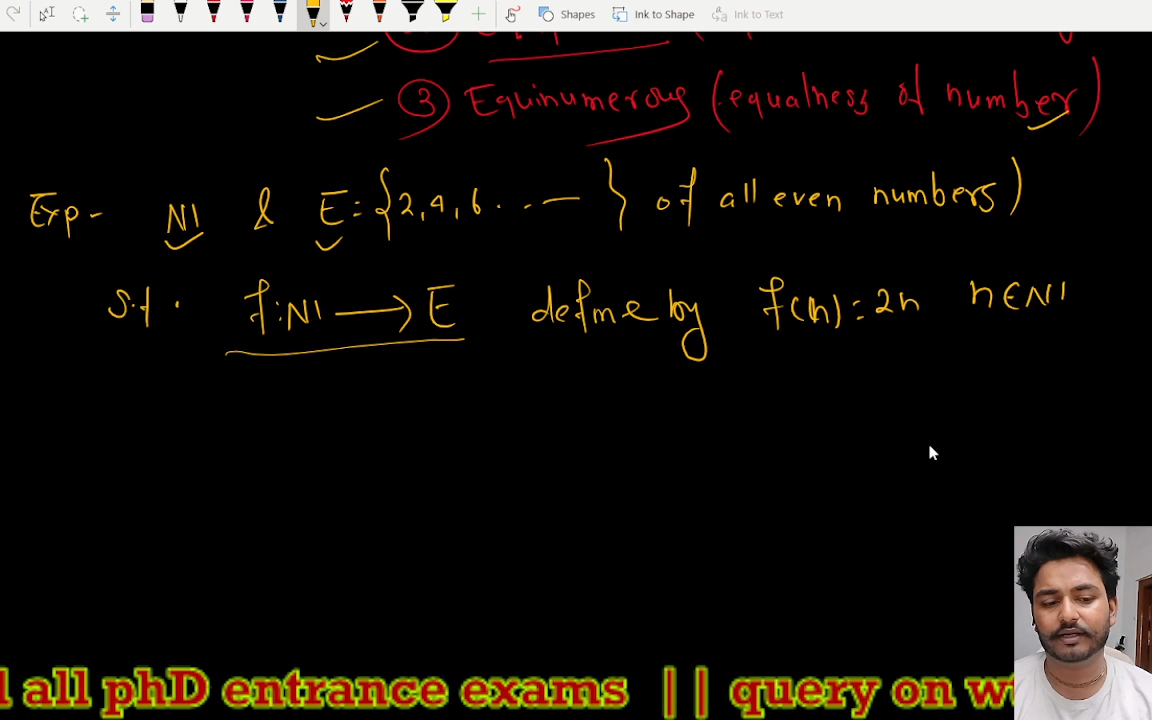 Shapes Ink to Shape Ink to Text
③ Equinumerous (equalness of number)
Exp- N & E = {2, 4, 6 . . . — } of all even numbers)
S.t. f: N → E define by f(n) = 2n n ∈ N
all phD entrance exams || query on